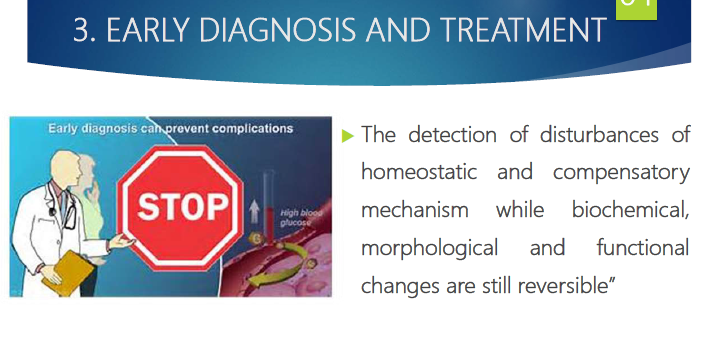 3. EARLY DIAGNOSIS AND TREATMENT
Early diagnosis can prevent complications
STOP
High blood
glucose
G
The detection of disturbances of
homeostatic and compensatory
mechanism while biochemical,
morphological and functional
changes are still reversible”